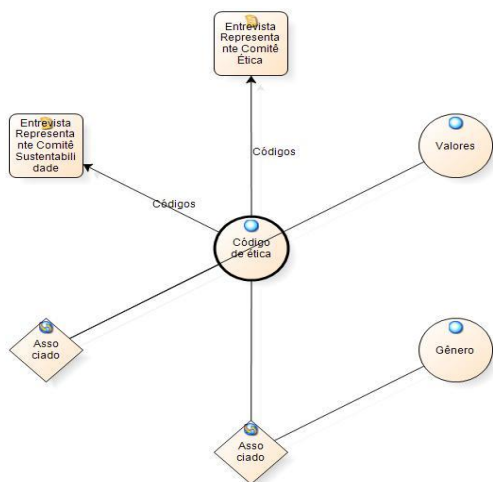 Entrevista
Representa
nte Comitê
Ética
Entrevista
Representa
nte Comitê
Sustentabili
dade
Códigos
Valores
Códigos
Código
de ética
Asso
ciado
Gênero
Asso
ciado